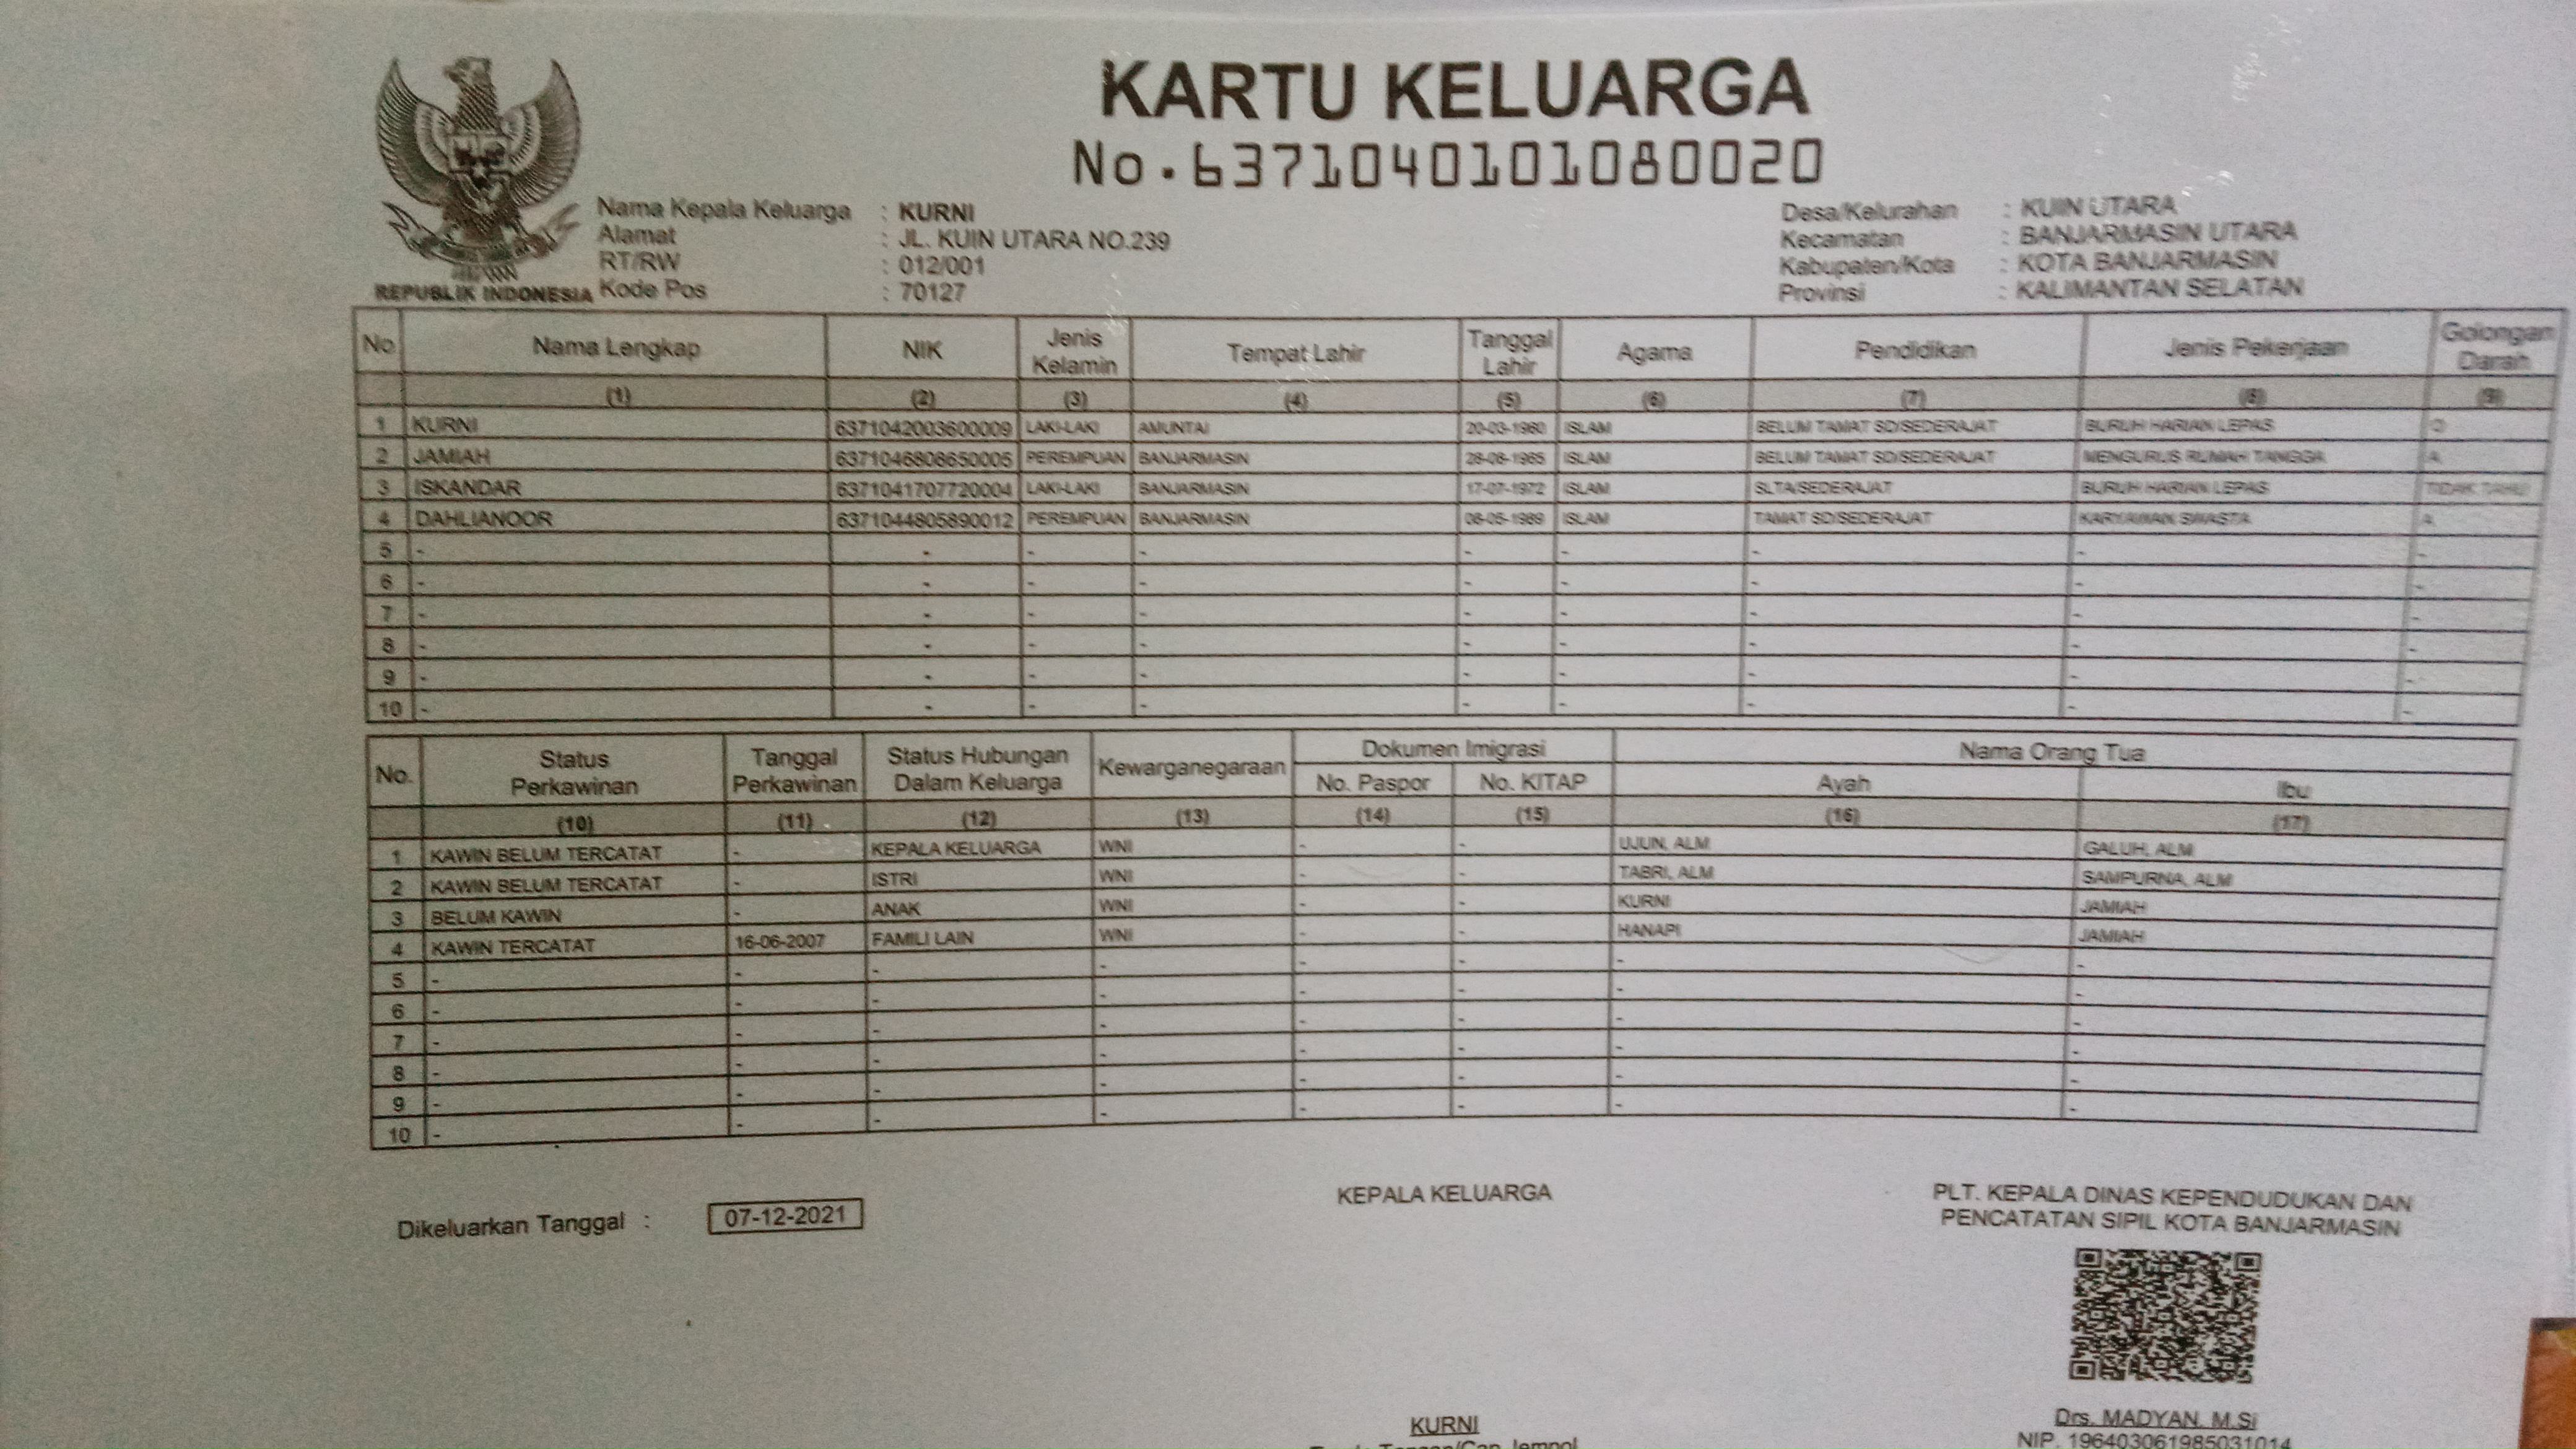 KARTU KELUARGA
No.6371040101080020
Nama Kepala Keluarga : KURNI
Alamat : JL. KUIN UTARA NO.239
RT/RW : 012/001
Kode Pos : 70127
Desa/Kelurahan : KUIN UTARA
Kecamatan : BANJARMASIN UTARA
Kabupaten/Kota : KOTA BANJARMASIN
Provinsi : KALIMANTAN SELATAN
REPUBLIK INDONESIA
No Nama Lengkap NIK Jenis Kelamin Tempat Lahir Tanggal Lahir Agama Pendidikan Jenis Pekerjaan Golongan Darah
(1) (2) (3) (4) (5) (6) (7) (8) (9)
1 KURNI 6371042003600009 LAKI-LAKI AMUNTAI 20-03-1960 ISLAM BELUM TAMAT SD/SEDERAJAT BURUH HARIAN LEPAS O
2 JAMIAH 6371046808650005 PEREMPUAN BANJARMASIN 28-08-1965 ISLAM BELUM TAMAT SD/SEDERAJAT MENGURUS RUMAH TANGGA A
3 ISKANDAR 6371041707720004 LAKI-LAKI BANJARMASIN 17-07-1972 ISLAM SLTA/SEDERAJAT BURUH HARIAN LEPAS TIDAK TAHU
4 DAHLIANOOR 6371044805890012 PEREMPUAN BANJARMASIN 08-05-1989 ISLAM TAMAT SD/SEDERAJAT KARYAWAN SWASTA A
5 - - - - - - - - -
6 - - - - - - - - -
7 - - - - - - - - -
8 - - - - - - - - -
9 - - - - - - - - -
10 - - - - - - - - -
No. Status Perkawinan Tanggal Perkawinan Status Hubungan Dalam Keluarga Kewarganegaraan Dokumen Imigrasi Nama Orang Tua
No. Paspor No. KITAP Ayah Ibu
(10) (11) (12) (13) (14) (15) (16) (17)
1 KAWIN BELUM TERCATAT - KEPALA KELUARGA WNI - - UJUN, ALM GALUH, ALM
2 KAWIN BELUM TERCATAT - ISTRI WNI - - TABRI, ALM SAMPURNA, ALM
3 BELUM KAWIN - ANAK WNI - - KURNI JAMIAH
4 KAWIN TERCATAT 16-06-2007 FAMILI LAIN WNI - - HANAPI JAMIAH
5 - - - - - - - -
6 - - - - - - - -
7 - - - - - - - -
8 - - - - - - - -
9 - - - - - - - -
10 - - - - - - - -
Dikeluarkan Tanggal : 07-12-2021
KEPALA KELUARGA
KURNI
PLT. KEPALA DINAS KEPENDUDUKAN DAN
PENCATATAN SIPIL KOTA BANJARMASIN
Drs. MADYAN, M.Si
NIP. 196403061985031014